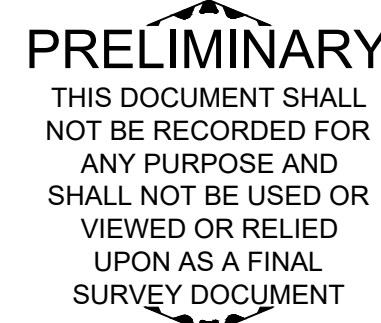 PRELIMINARY
THIS DOCUMENT SHALL
NOT BE RECORDED FOR
ANY PURPOSE AND
SHALL NOT BE USED OR
VIEWED OR RELIED
UPON AS A FINAL
SURVEY DOCUMENT